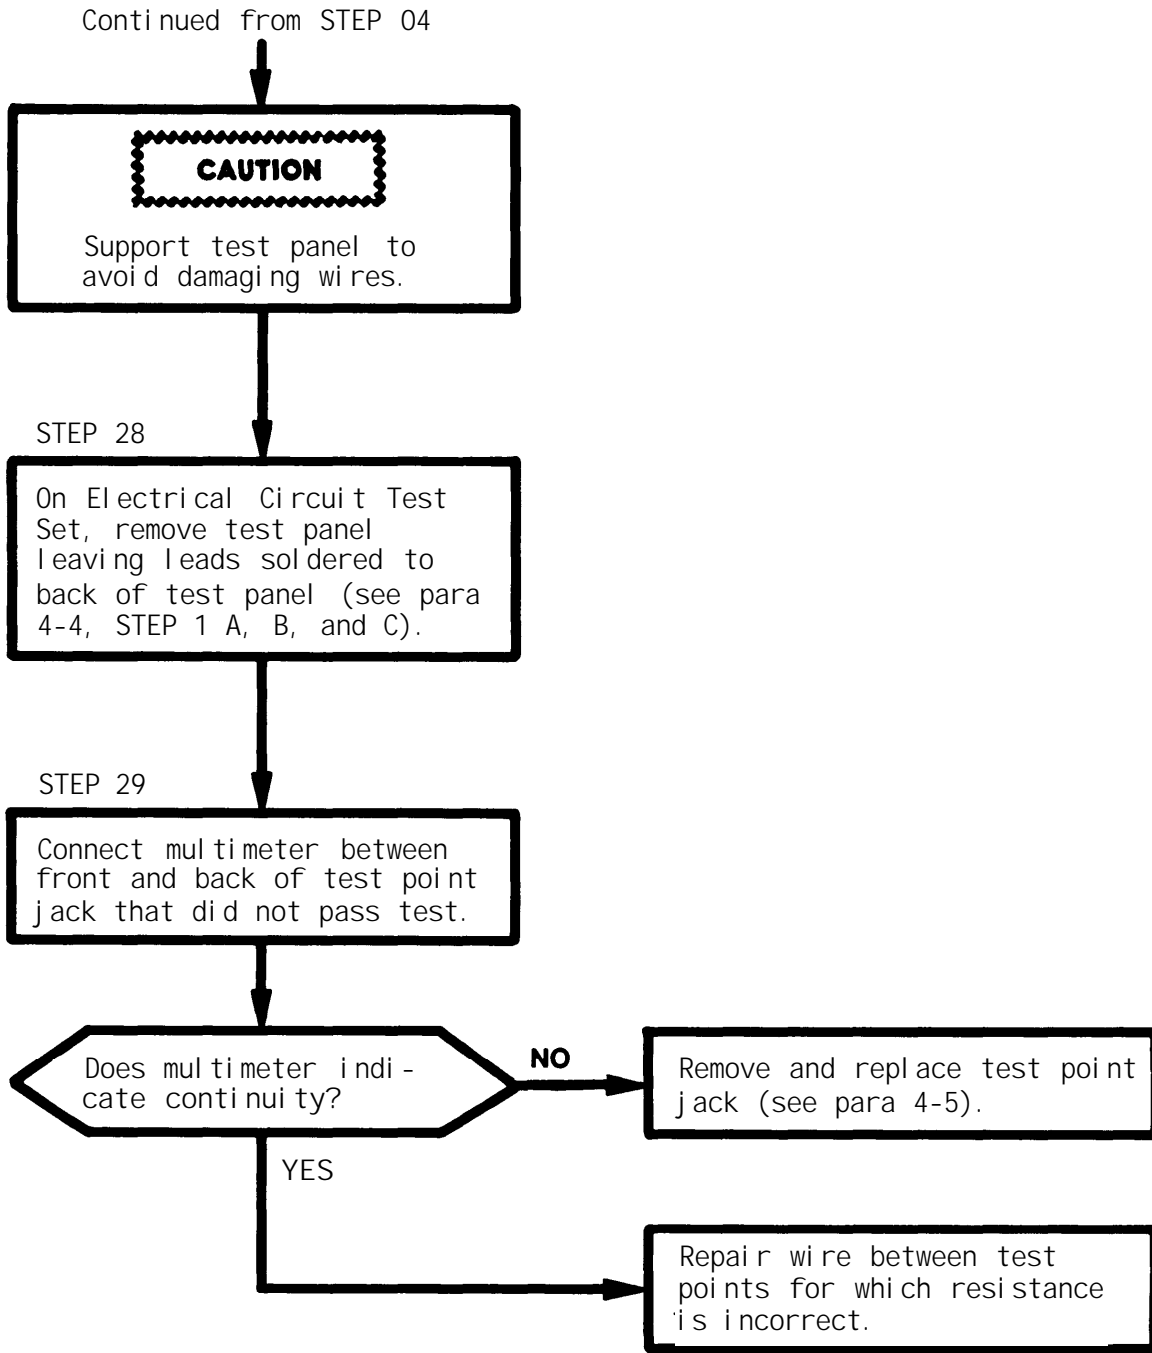 Continued from STEP 04
CAUTION
Support test panel to
avoid damaging wires.
STEP 28
On Electrical Circuit Test
Set, remove test panel
leaving leads soldered to
back of test panel (see para
4-4, STEP 1 A, B, and C).
STEP 29
Connect multimeter between
front and back of test point
jack that did not pass test.
Does multimeter indi-
cate continuity?
NO
Remove and replace test point
jack (see para 4-5).
YES
Repair wire between test
points for which resistance
is incorrect.